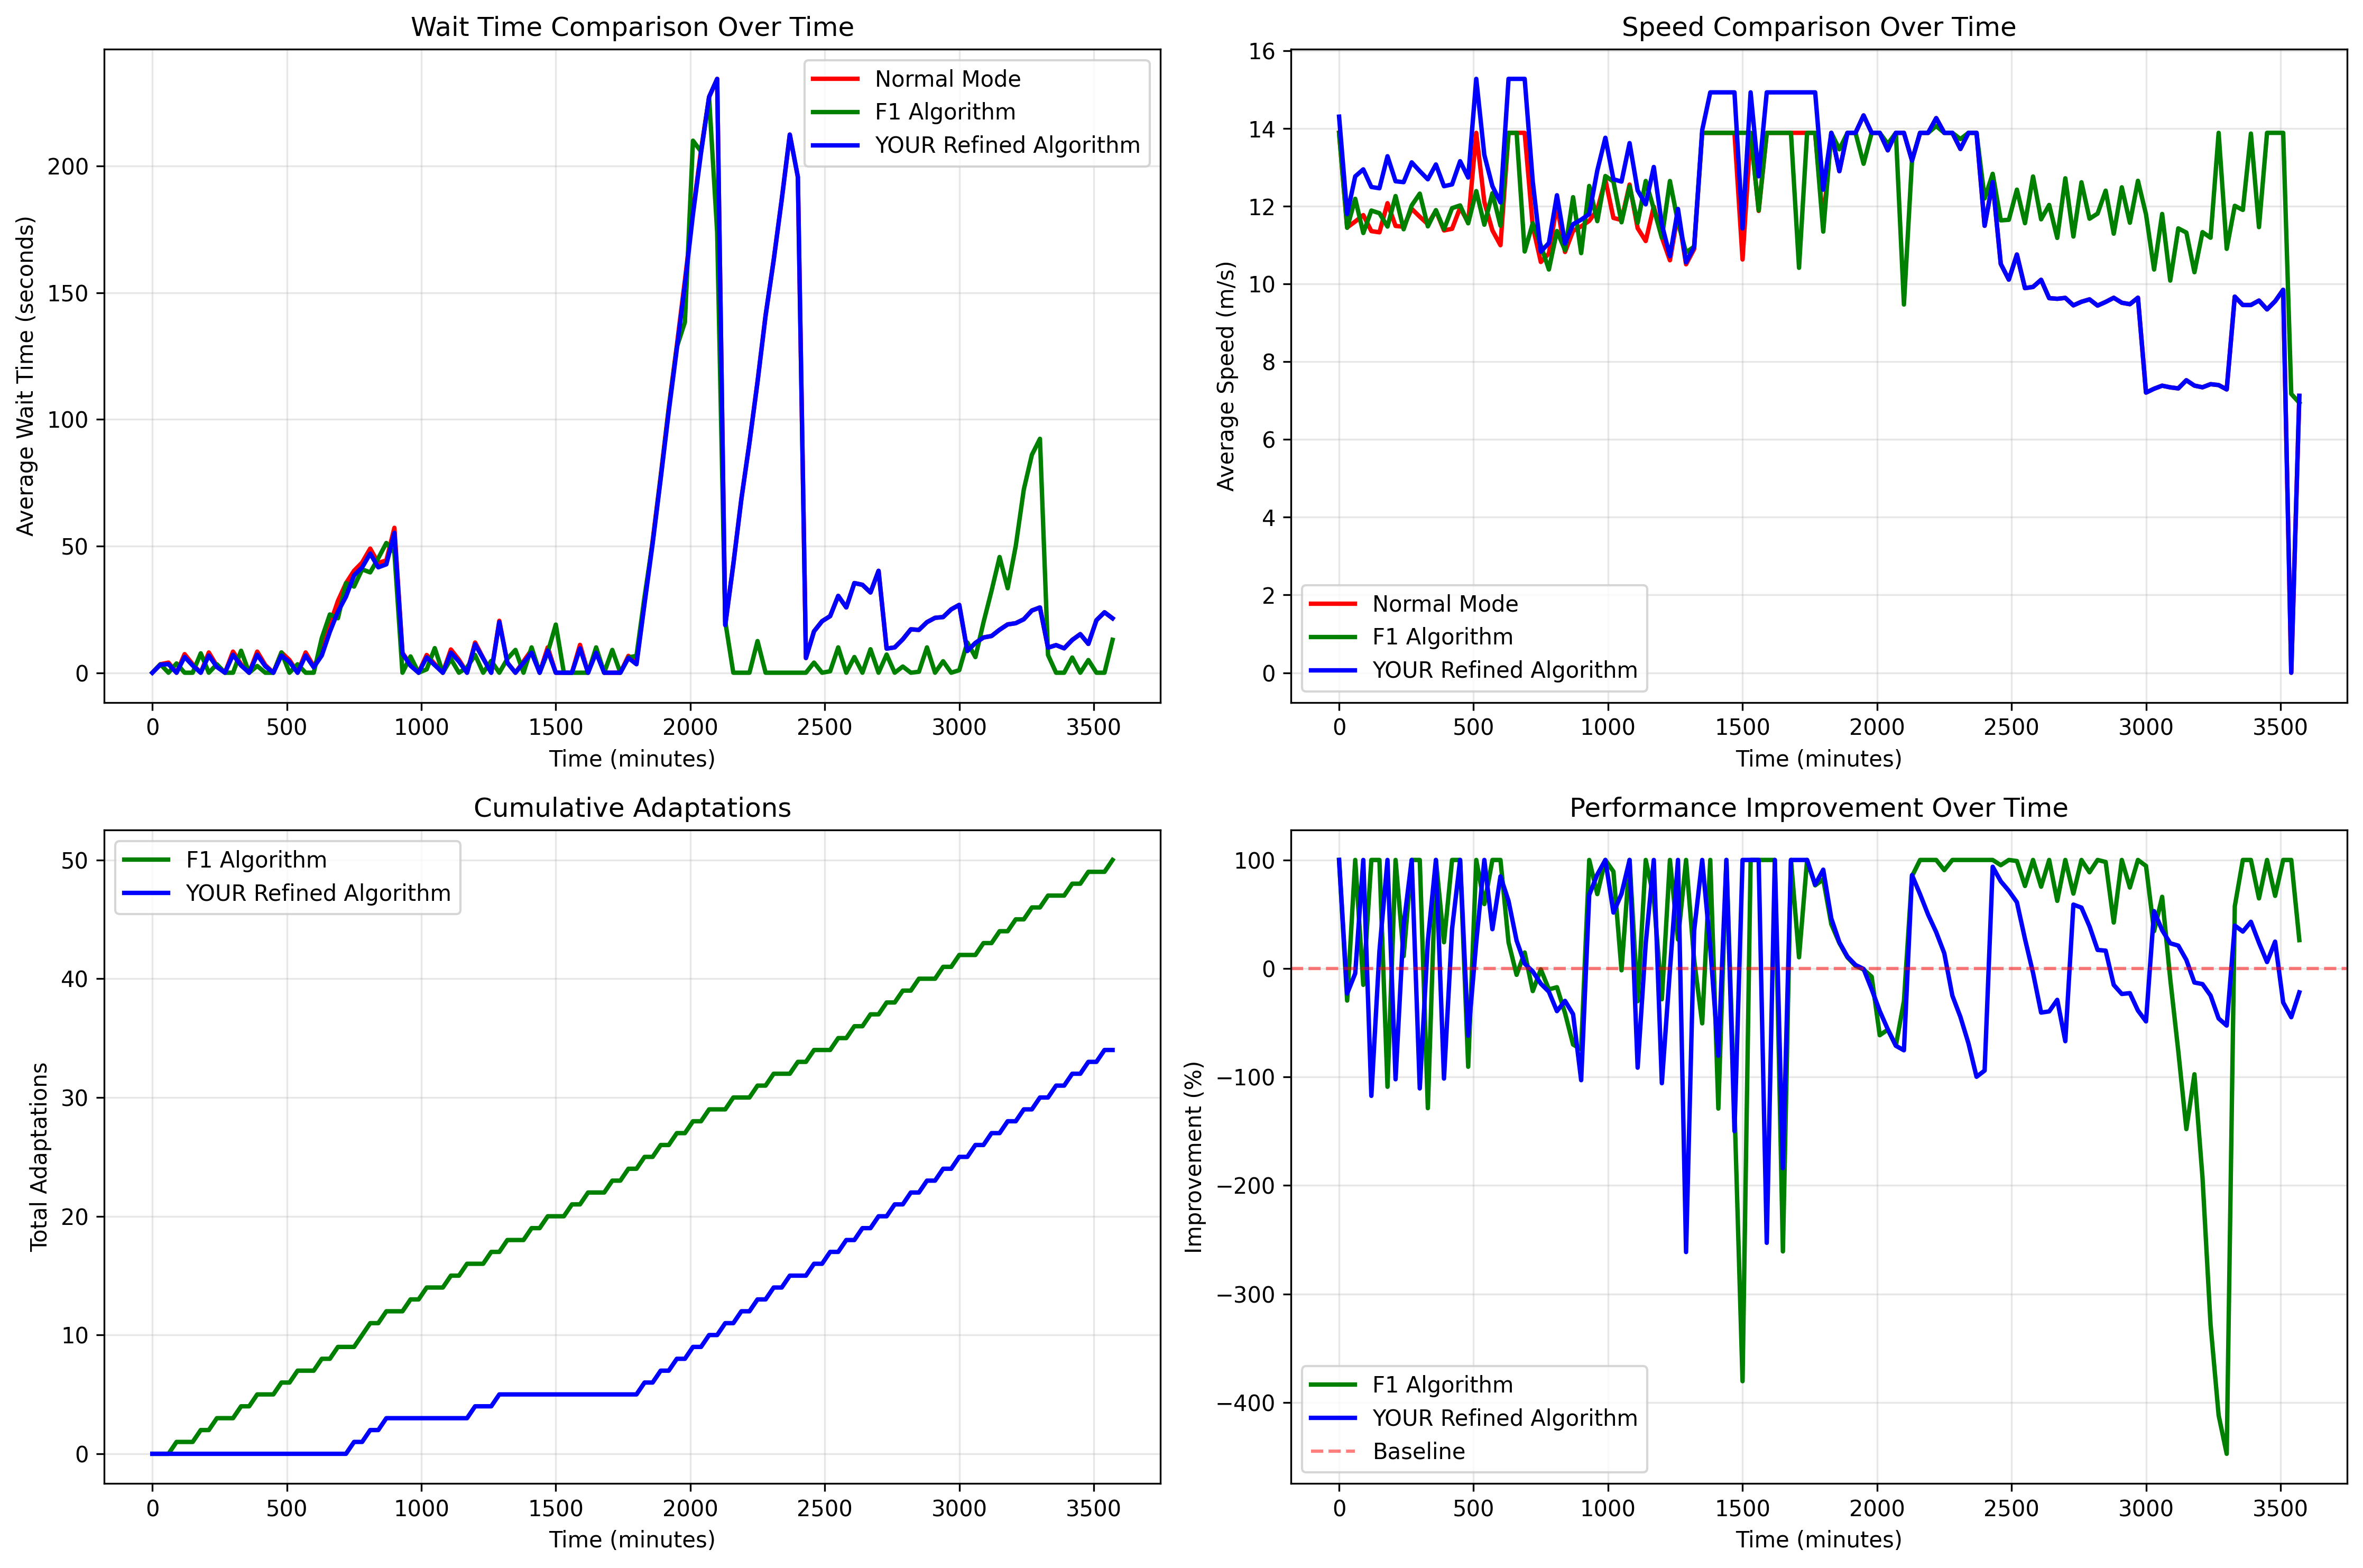 Wait Time Comparison Over Time
Average Wait Time (seconds)
200
150
100
50
0
Normal Mode
F1 Algorithm
YOUR Refined Algorithm
0 500 1000 1500 2000 2500 3000 3500
Time (minutes)
Speed Comparison Over Time
Average Speed (m/s)
16
14
12
10
8
6
4
2
0
Normal Mode
F1 Algorithm
YOUR Refined Algorithm
0 500 1000 1500 2000 2500 3000 3500
Time (minutes)
Cumulative Adaptations
Total Adaptations
50
40
30
20
10
0
F1 Algorithm
YOUR Refined Algorithm
0 500 1000 1500 2000 2500 3000 3500
Time (minutes)
Performance Improvement Over Time
Improvement (%)
100
0
−100
−200
−300
−400
F1 Algorithm
YOUR Refined Algorithm
Baseline
0 500 1000 1500 2000 2500 3000 3500
Time (minutes)